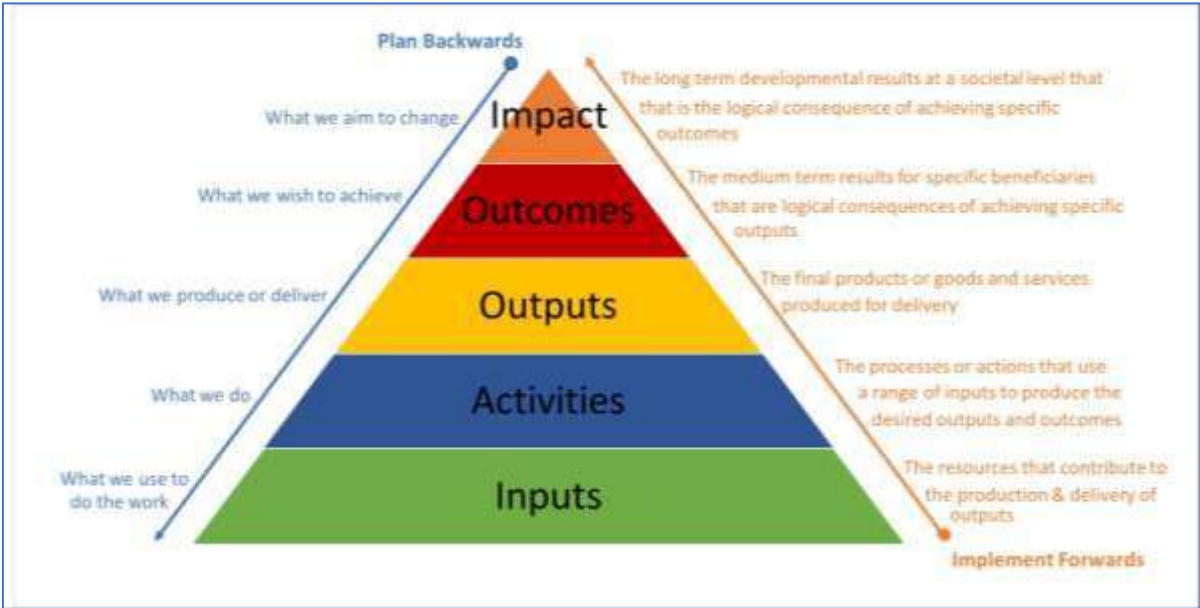 Plan Backwards
What we aim to change
What we wish to achieve
What we produce or deliver
What we do
What we use to
do the work
Impact
Outcomes
Outputs
Activities
Inputs
The long term developmental results at a societal level that
that is the logical consequence of achieving specific
outcomes
The medium term results for specific beneficiaries
that are logical consequences of achieving specific
outputs
The final products or goods and services
produced for delivery
The processes or actions that use
a range of inputs to produce the
desired outputs and outcomes
The resources that contribute to
the production & delivery of
outputs
Implement Forwards